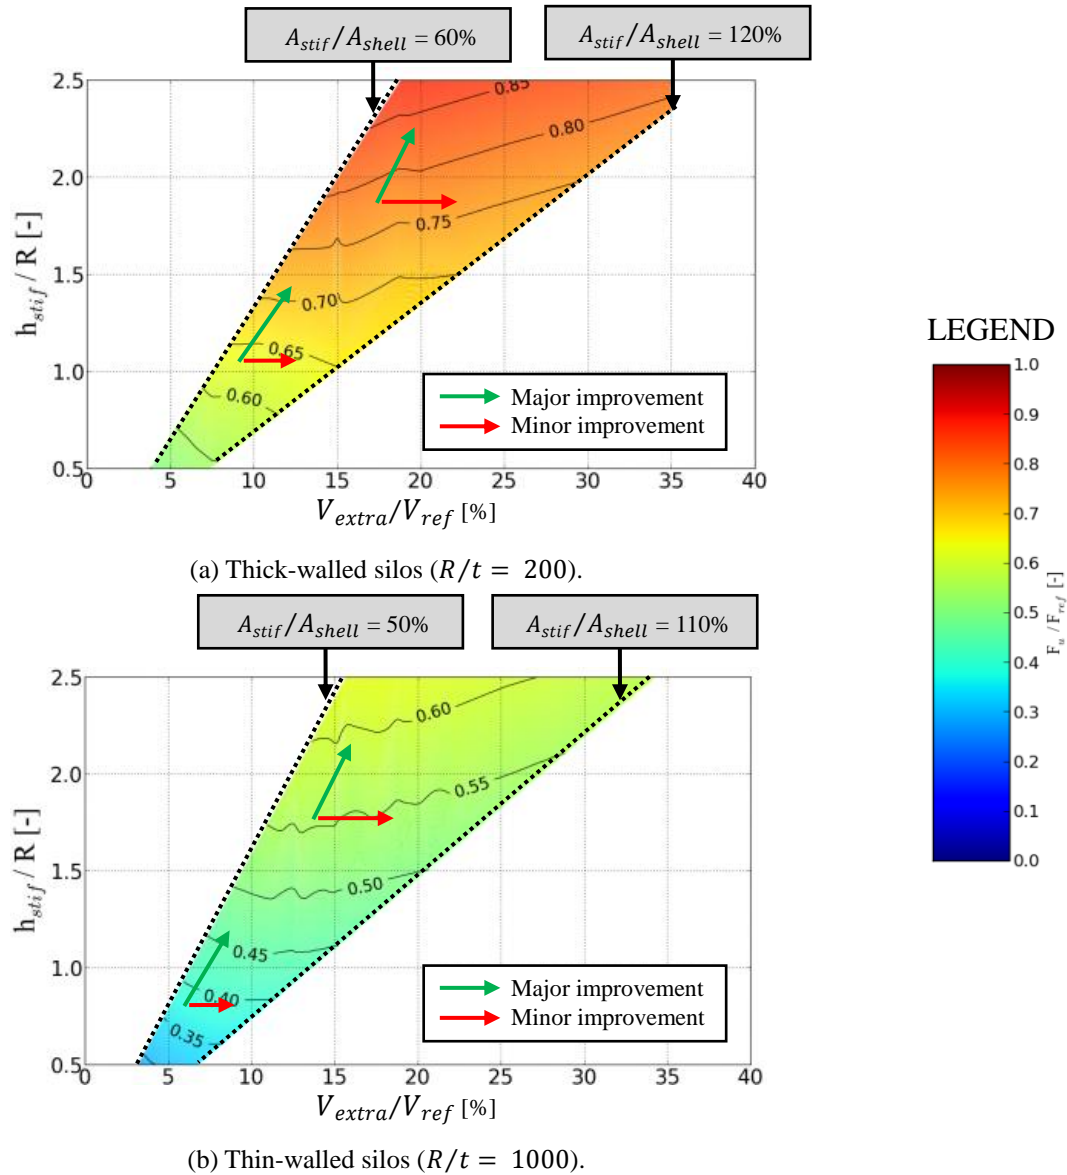 A_stif/A_shell = 60%
A_stif/A_shell = 120%
2.5
2.0
1.5
1.0
0.5
h_stif / R [-]
0.85
0.80
0.75
0.70
0.65
0.60
Major improvement
Minor improvement
0 5 10 15 20 25 30 35 40
V_extra/V_ref [%]
(a) Thick-walled silos (R/t = 200).
A_stif/A_shell = 50%
A_stif/A_shell = 110%
2.5
2.0
1.5
1.0
0.5
h_stif / R [-]
0.60
0.55
0.50
0.45
0.40
0.35
Major improvement
Minor improvement
0 5 10 15 20 25 30 35 40
V_extra/V_ref [%]
(b) Thin-walled silos (R/t = 1000).
LEGEND
1.0
0.9
0.8
0.7
0.6
0.5
0.4
0.3
0.2
0.1
0.0
F_u / F_ref [-]